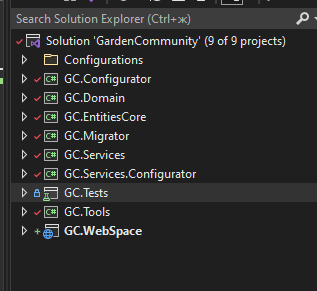 Search Solution Explorer (Ctrl+ж)
Solution 'GardenCommunity' (9 of 9 projects)
Configurations
C# GC.Configurator
C# GC.Domain
C# GC.EntitiesCore
C# GC.Migrator
C# GC.Services
C# GC.Services.Configurator
GC.Tests
C# GC.Tools
GC.WebSpace